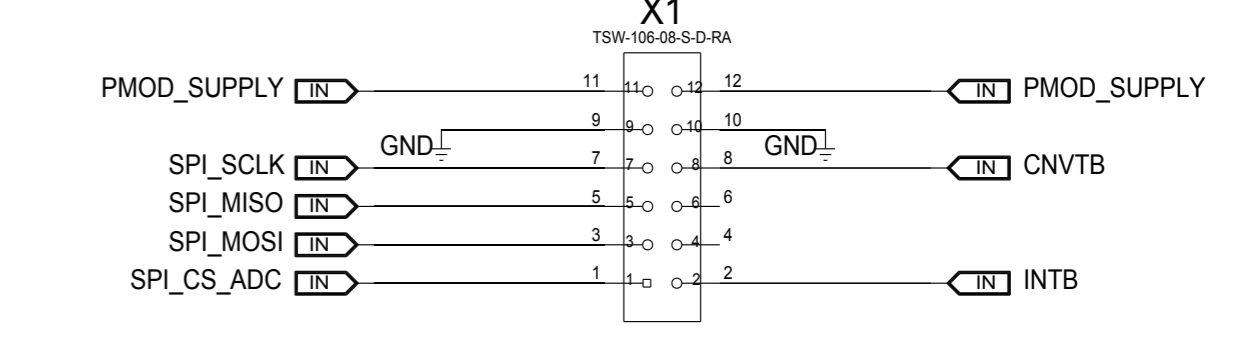 X1
TSW-106-08-S-D-RA
PMOD_SUPPLY IN 11 11 12 12 IN PMOD_SUPPLY
9 9 10 10
GND GND
SPI_SCLK IN 7 7 8 8 IN CNVTB
SPI_MISO IN 5 5 6 6
SPI_MOSI IN 3 3 4 4
SPI_CS_ADC IN 1 1 2 2 IN INTB